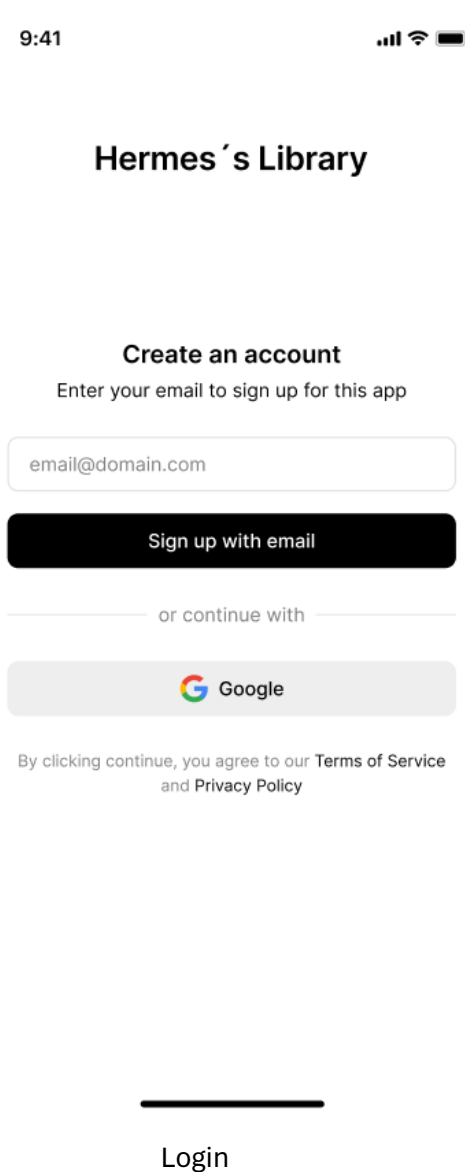 9:41
Hermes´s Library
Create an account
Enter your email to sign up for this app
email@domain.com
Sign up with email
or continue with
Google
By clicking continue, you agree to our Terms of Service
and Privacy Policy
Login